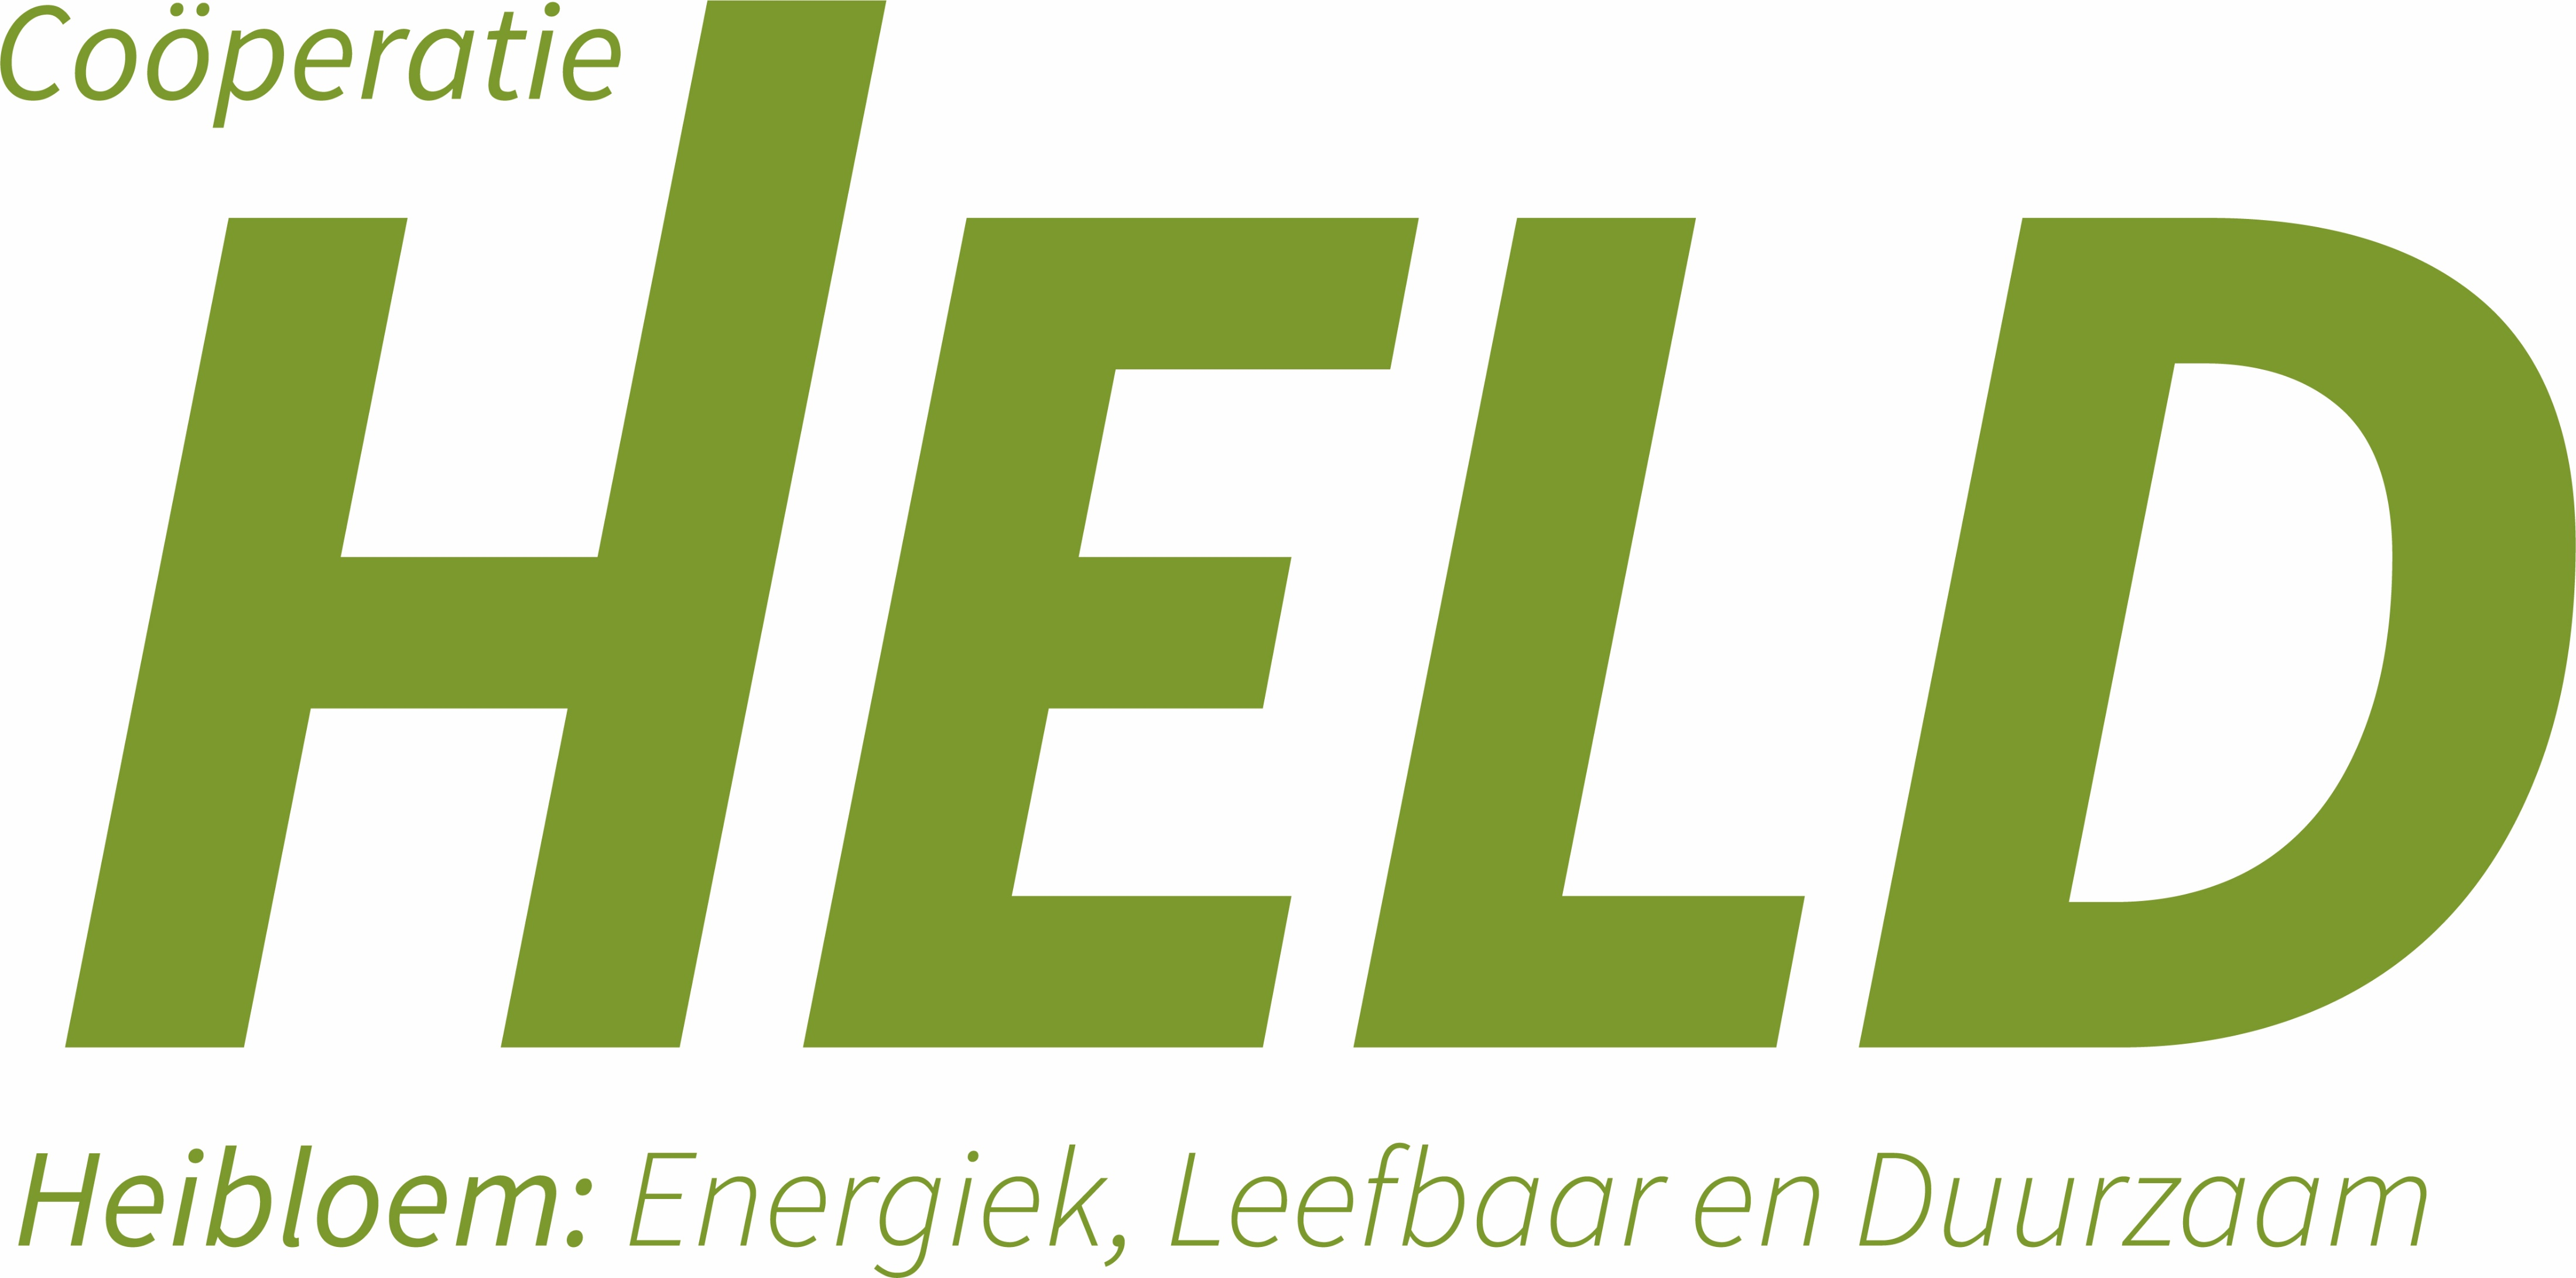 Coöperatie
HELD
Heibloem: Energiek, Leefbaar en Duurzaam